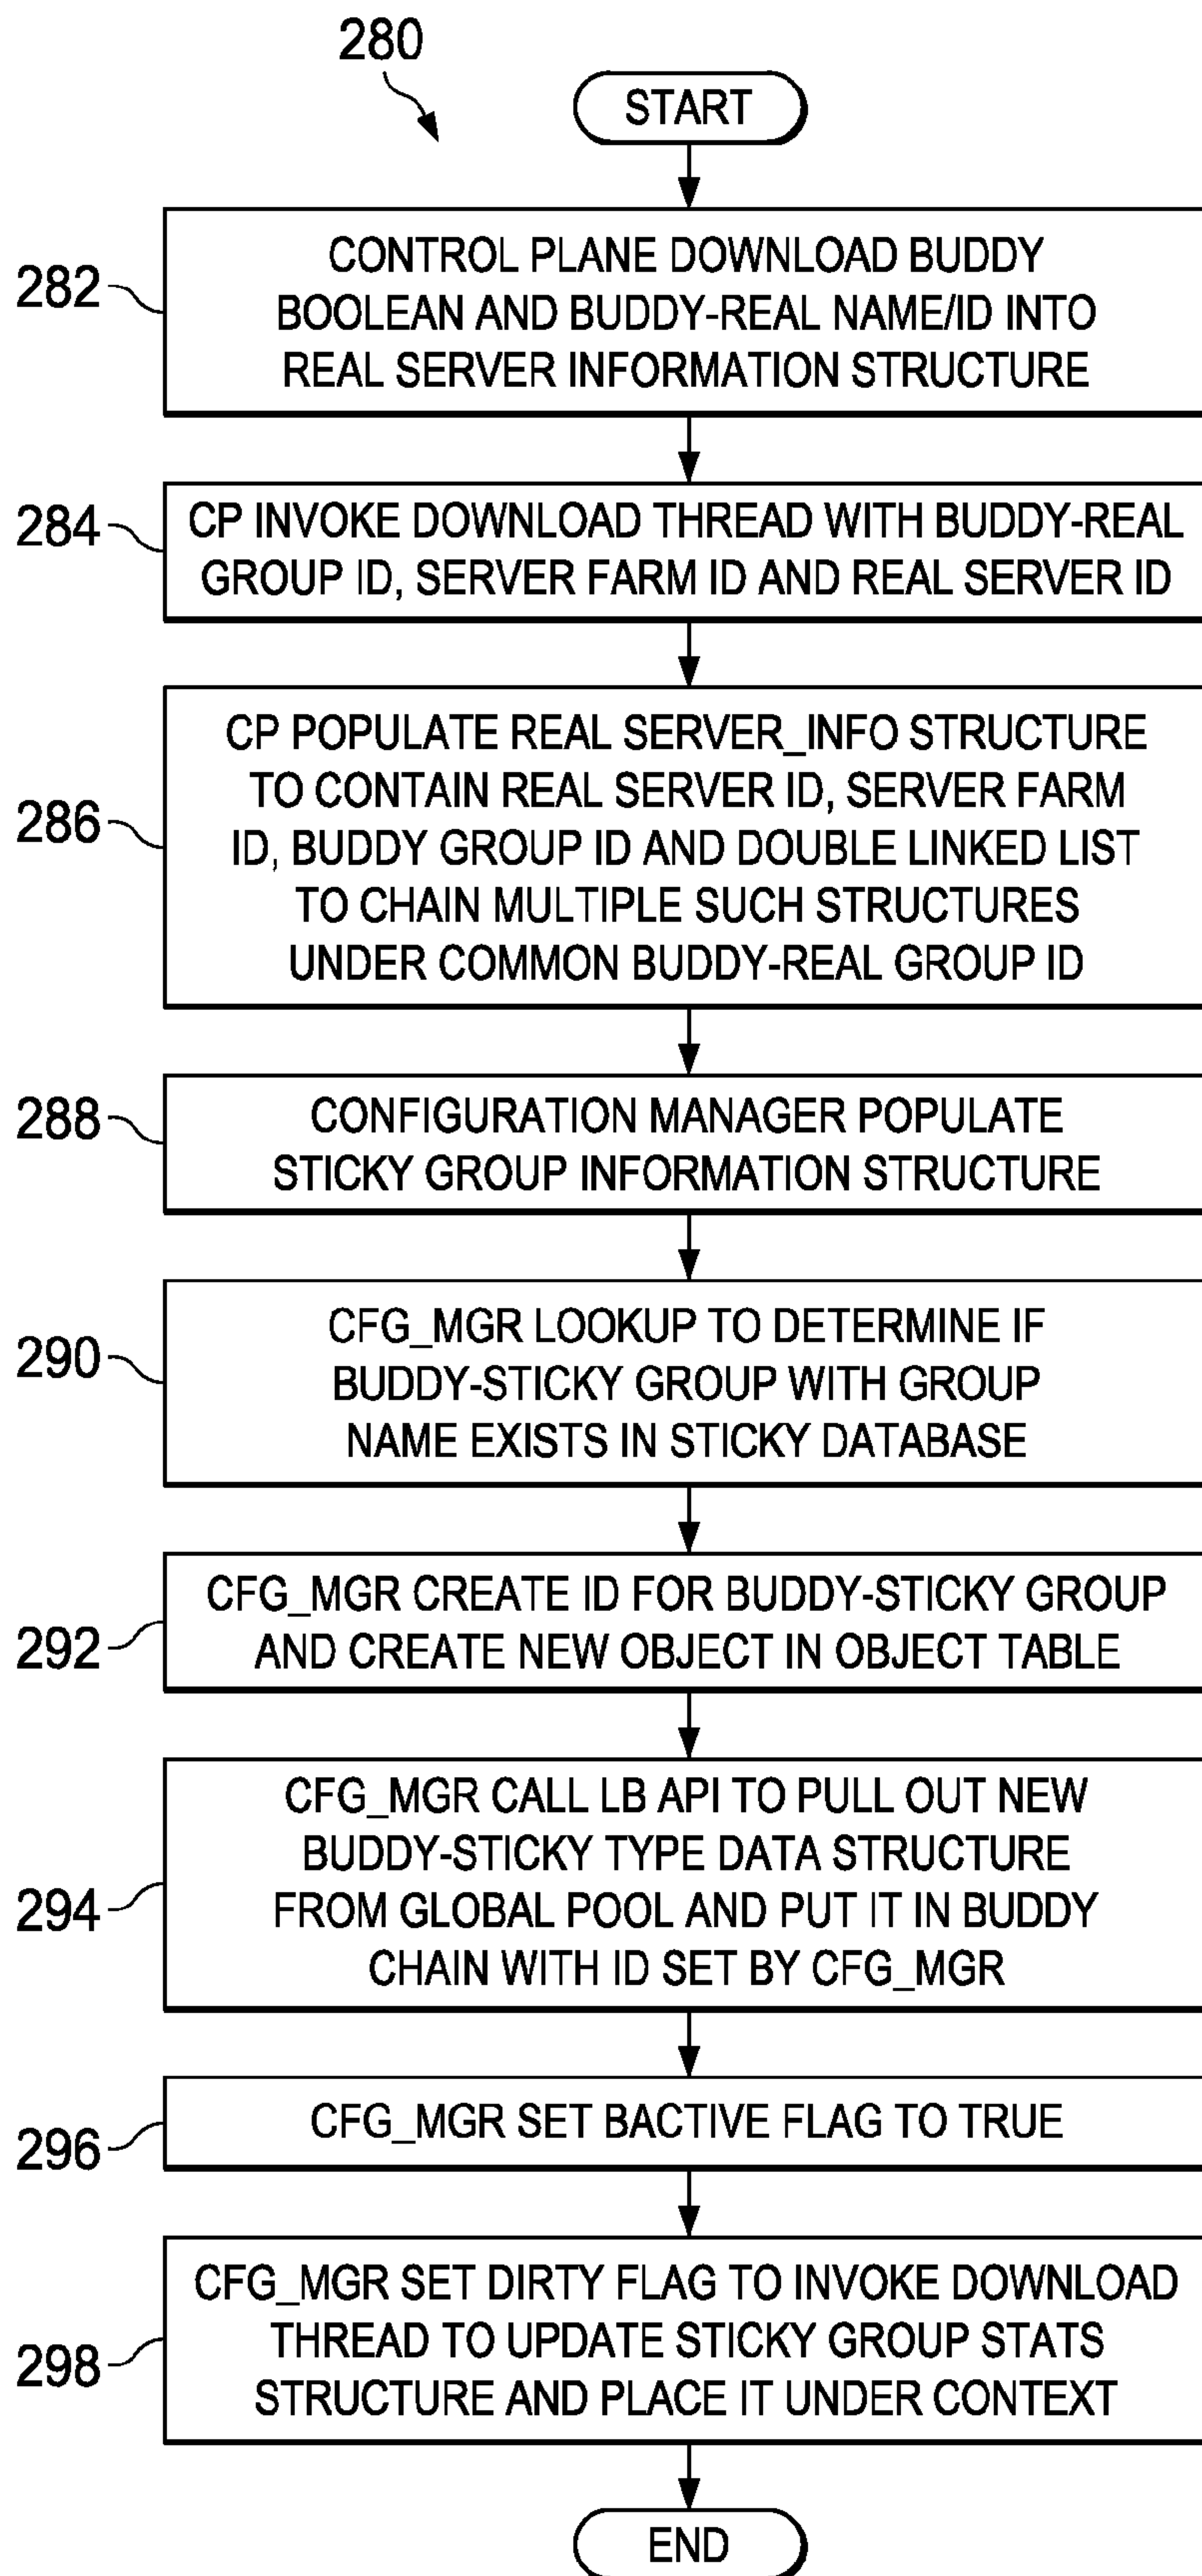 280
START
282
CONTROL PLANE DOWNLOAD BUDDY
BOOLEAN AND BUDDY-REAL NAME/ID INTO
REAL SERVER INFORMATION STRUCTURE
284
CP INVOKE DOWNLOAD THREAD WITH BUDDY-REAL
GROUP ID, SERVER FARM ID AND REAL SERVER ID
286
CP POPULATE REAL SERVER_INFO STRUCTURE
TO CONTAIN REAL SERVER ID, SERVER FARM
ID, BUDDY GROUP ID AND DOUBLE LINKED LIST
TO CHAIN MULTIPLE SUCH STRUCTURES
UNDER COMMON BUDDY-REAL GROUP ID
288
CONFIGURATION MANAGER POPULATE
STICKY GROUP INFORMATION STRUCTURE
290
CFG_MGR LOOKUP TO DETERMINE IF
BUDDY-STICKY GROUP WITH GROUP
NAME EXISTS IN STICKY DATABASE
292
CFG_MGR CREATE ID FOR BUDDY-STICKY GROUP
AND CREATE NEW OBJECT IN OBJECT TABLE
294
CFG_MGR CALL LB API TO PULL OUT NEW
BUDDY-STICKY TYPE DATA STRUCTURE
FROM GLOBAL POOL AND PUT IT IN BUDDY
CHAIN WITH ID SET BY CFG_MGR
296
CFG_MGR SET BACTIVE FLAG TO TRUE
298
CFG_MGR SET DIRTY FLAG TO INVOKE DOWNLOAD
THREAD TO UPDATE STICKY GROUP STATS
STRUCTURE AND PLACE IT UNDER CONTEXT
END